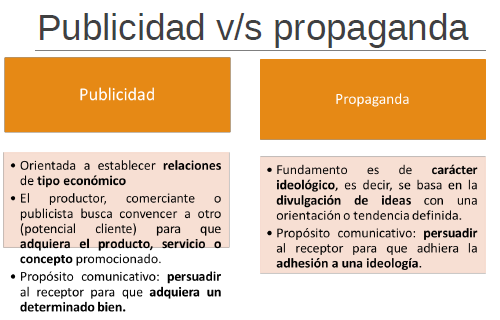 Publicidad v/s propaganda
Publicidad
• Orientada a establecer relaciones
de tipo económico
• El productor, comerciante o
publicista busca convencer a otro
(potencial cliente) para que
adquiera el producto, servicio o
concepto promocionado.
• Propósito comunicativo: persuadir
al receptor para que adquiera un
determinado bien.
Propaganda
• Fundamento es de carácter
ideológico, es decir, se basa en la
divulgación de ideas con una
orientación o tendencia definida.
• Propósito comunicativo: persuadir
al receptor para que adhiera la
adhesión a una ideología.